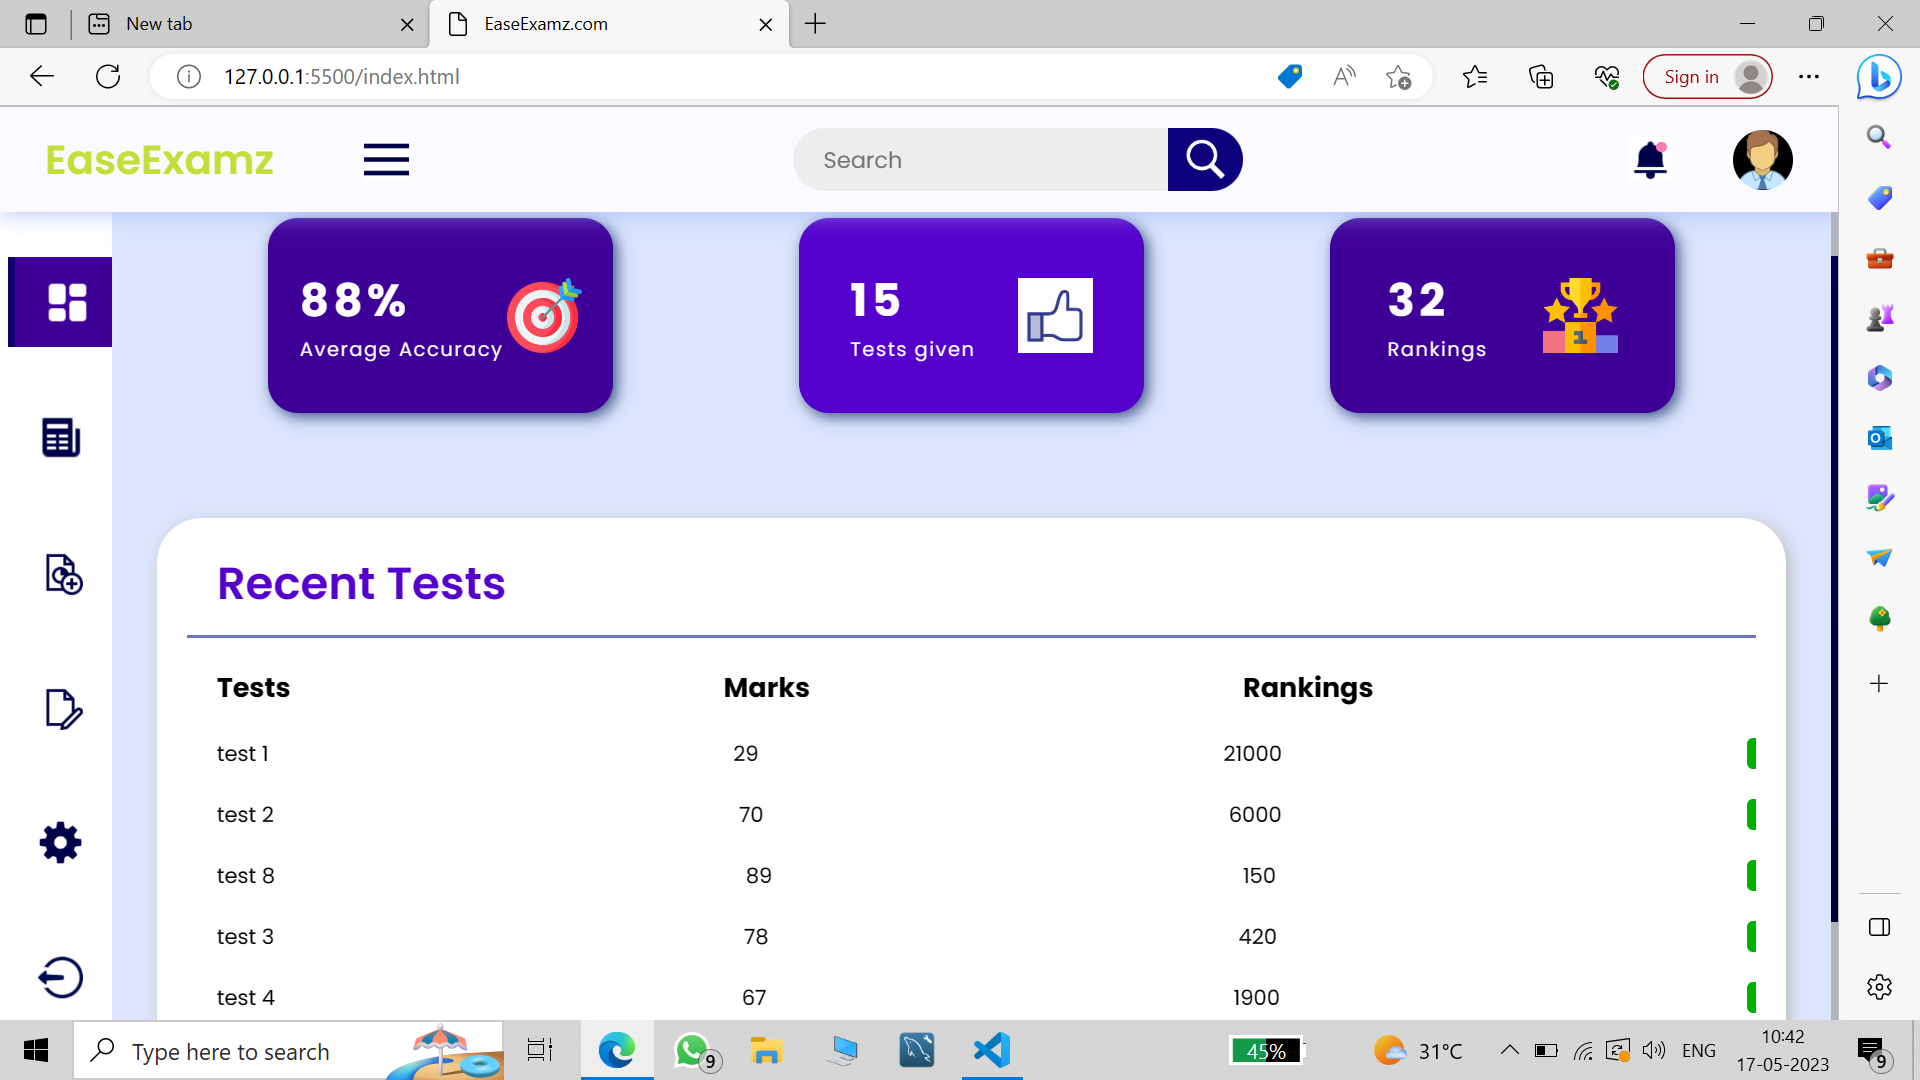 New tab
EaseExamz.com
127.0.0.1:5500/index.html
Sign in
EaseExamz
Search
88%
Average Accuracy
15
Tests given
32
Rankings
1
Recent Tests
Tests Marks Rankings
test 1 29 21000
test 2 70 6000
test 8 89 150
test 3 78 420
test 4 67 1900
Type here to search
9
45%
31°C
ENG
10:42
17-05-2023
9